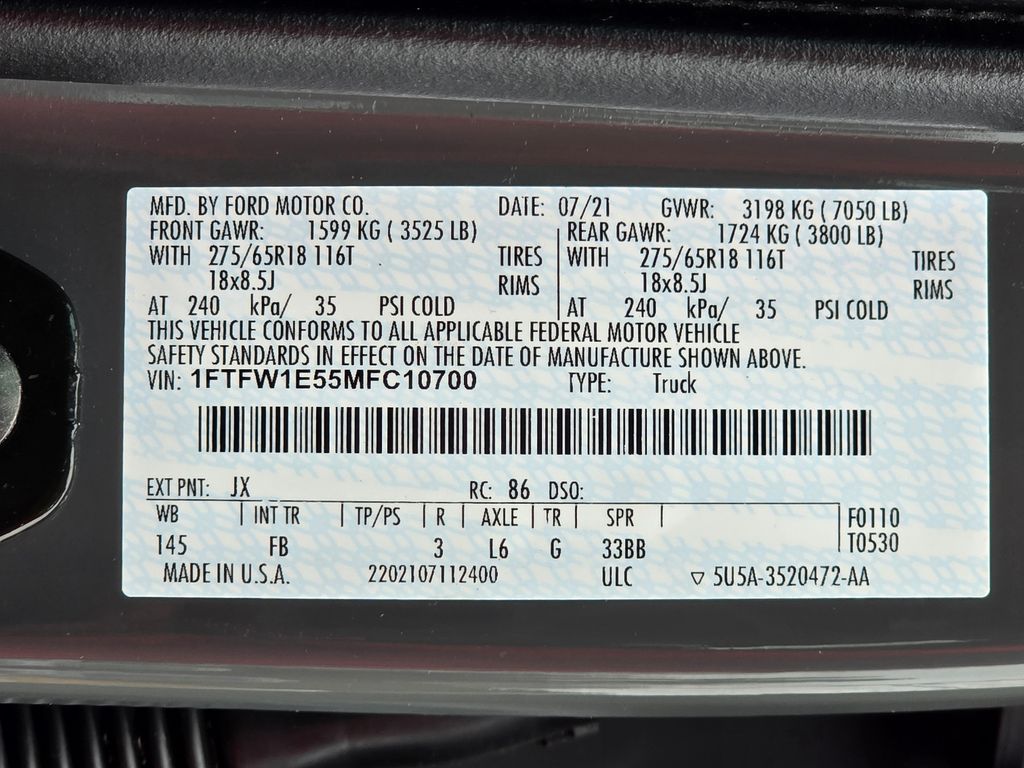 MFD. BY FORD MOTOR CO. DATE: 07/21 GVWR: 3198 KG ( 7050 LB)
FRONT GAWR: 1599 KG ( 3525 LB) REAR GAWR: 1724 KG ( 3800 LB)
WITH 275/65R18 116T TIRES WITH 275/65R18 116T TIRES
18x8.5J RIMS 18x8.5J RIMS
AT 240 kPa/ 35 PSI COLD AT 240 kPa/ 35 PSI COLD
THIS VEHICLE CONFORMS TO ALL APPLICABLE FEDERAL MOTOR VEHICLE
SAFETY STANDARDS IN EFFECT ON THE DATE OF MANUFACTURE SHOWN ABOVE.
VIN: 1FTFW1E55MFC10700 TYPE: Truck
EXT PNT: JX RC: 86 DSO:
WB | INT TR | TP/PS | R | AXLE | TR | SPR | F0110
145 FB 3 L6 G 33BB T0530
MADE IN U.S.A. 2202107112400 ULC ▽ 5U5A-3520472-AA